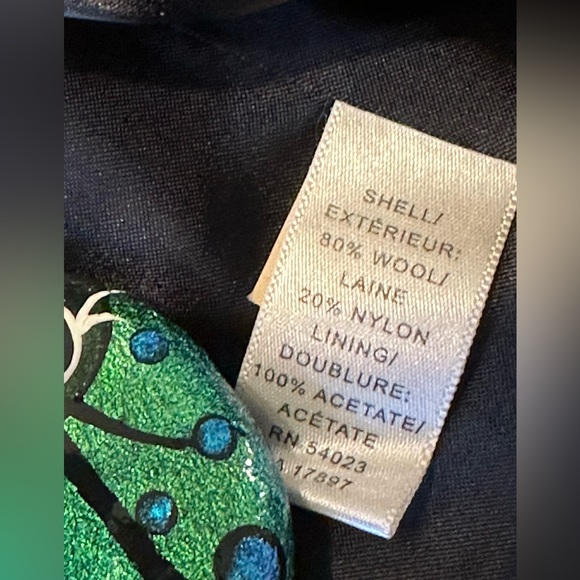 SHELL/
EXTÉRIEUR:
80% WOOL/
LAINE
20% NYLON
LINING/
DOUBLURE:
100% ACETATE/
ACÉTATE
RN 54023
A 17897